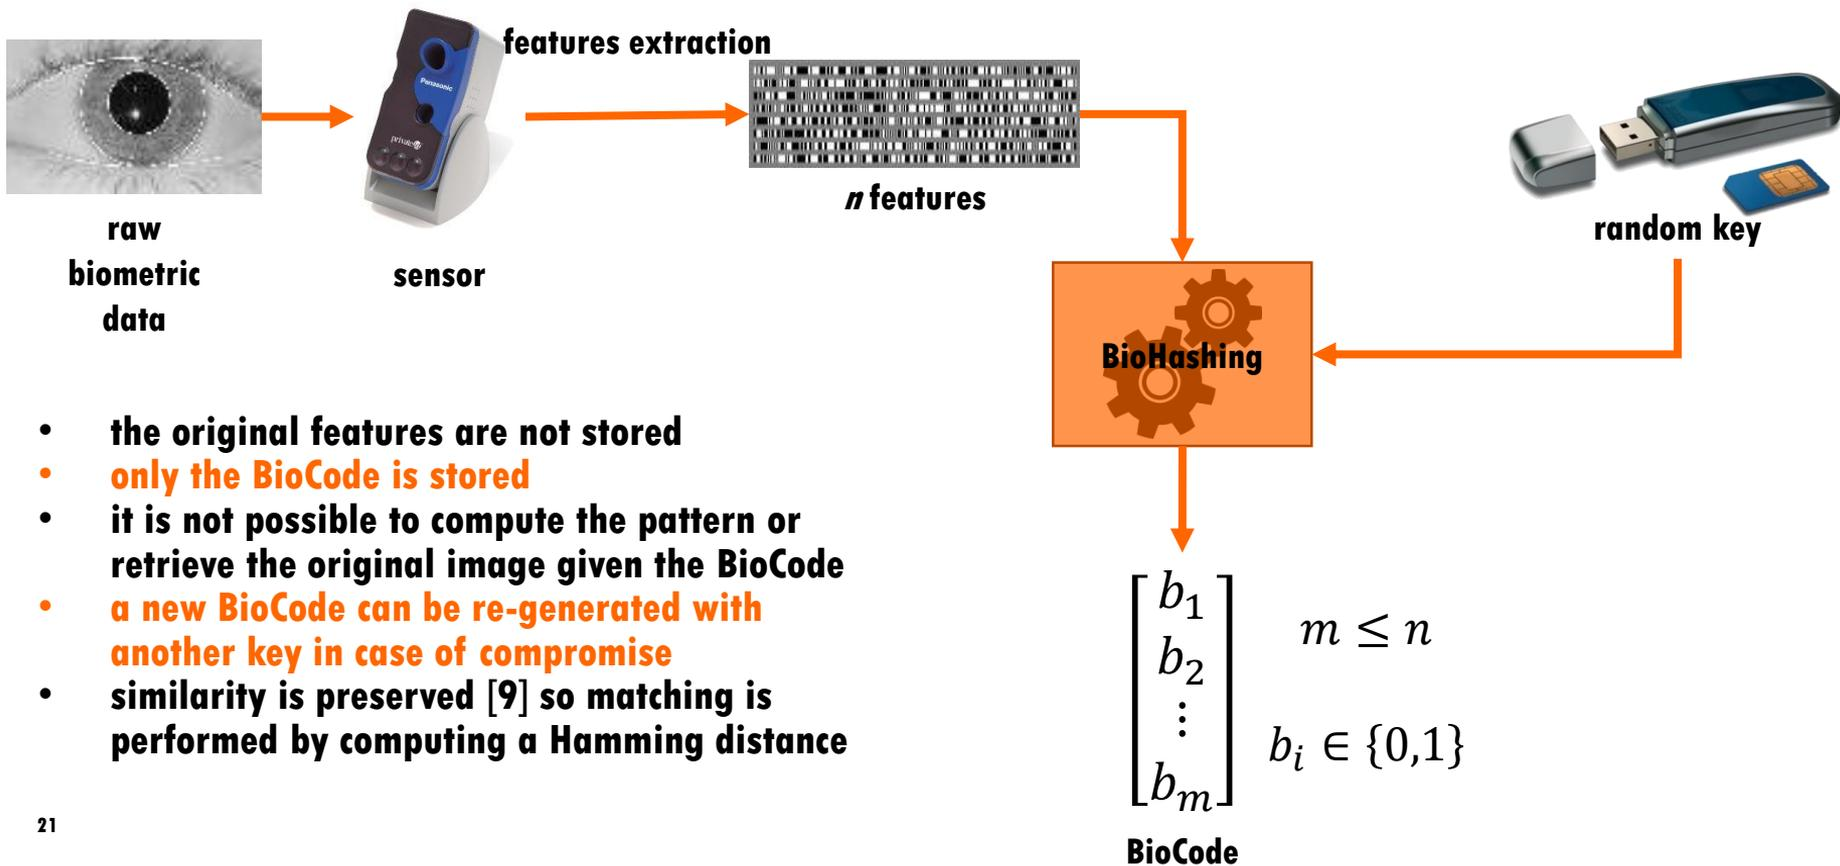 features extraction
Panasonic
private
raw
biometric
data
sensor
n features
random key
BioHashing
• the original features are not stored
• only the BioCode is stored
• it is not possible to compute the pattern or
retrieve the original image given the BioCode
• a new BioCode can be re-generated with
another key in case of compromise
• similarity is preserved [9] so matching is
performed by computing a Hamming distance
b₁
b₂
⋮
bₘ
m ≤ n
bᵢ ∈ {0,1}
BioCode
21